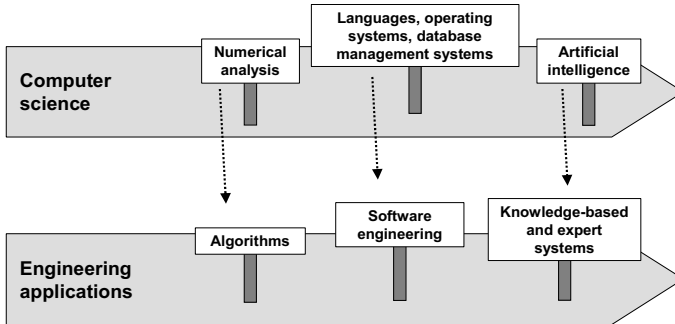 Languages, operating
systems, database
management systems
Numerical
analysis
Artificial
intelligence
Computer
science
Software
engineering
Knowledge-based
and expert
systems
Algorithms
Engineering
applications